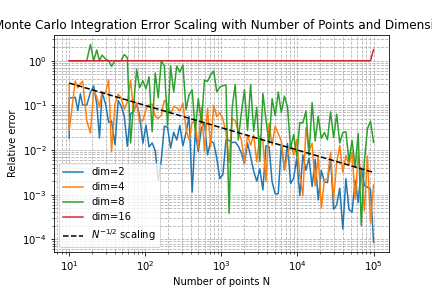 Monte Carlo Integration Error Scaling with Number of Points and Dimensi
Relative error
10⁰
10⁻¹
10⁻²
10⁻³
10⁻⁴
dim=2
dim=4
dim=8
dim=16
N⁻¹/² scaling
10¹ 10² 10³ 10⁴ 10⁵
Number of points N